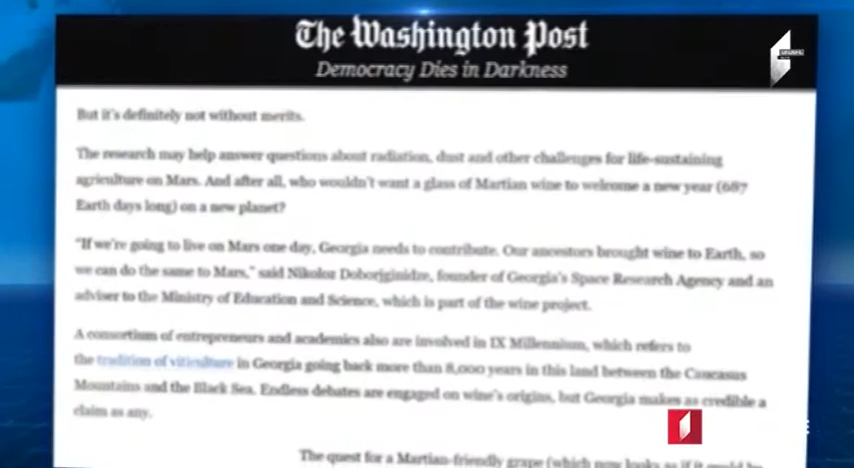 The Washington Post
Democracy Dies in Darkness
But it's definitely not without merits.
The research may help answer questions about radiation, dust and other challenges for life-sustaining
agriculture on Mars. And after all, who wouldn't want a glass of Martian wine to welcome a new year (687
Earth days long) on a new planet?
"If we're going to live on Mars one day, Georgia needs to contribute. Our ancestors brought wine to Earth, so
we can do the same to Mars," said Nikoloz Doborjginidze, founder of Georgia's Space Research Agency and an
adviser to the Ministry of Education and Science, which is part of the wine project.
A consortium of entrepreneurs and academics also are involved in IX Millennium, which refers to
the tradition of viticulture in Georgia going back more than 8,000 years in this land between the Caucasus
Mountains and the Black Sea. Endless debates are engaged on wine's origins, but Georgia makes as credible a
claim as any.
The quest for a Martian-friendly grape (which now looks as if it could be